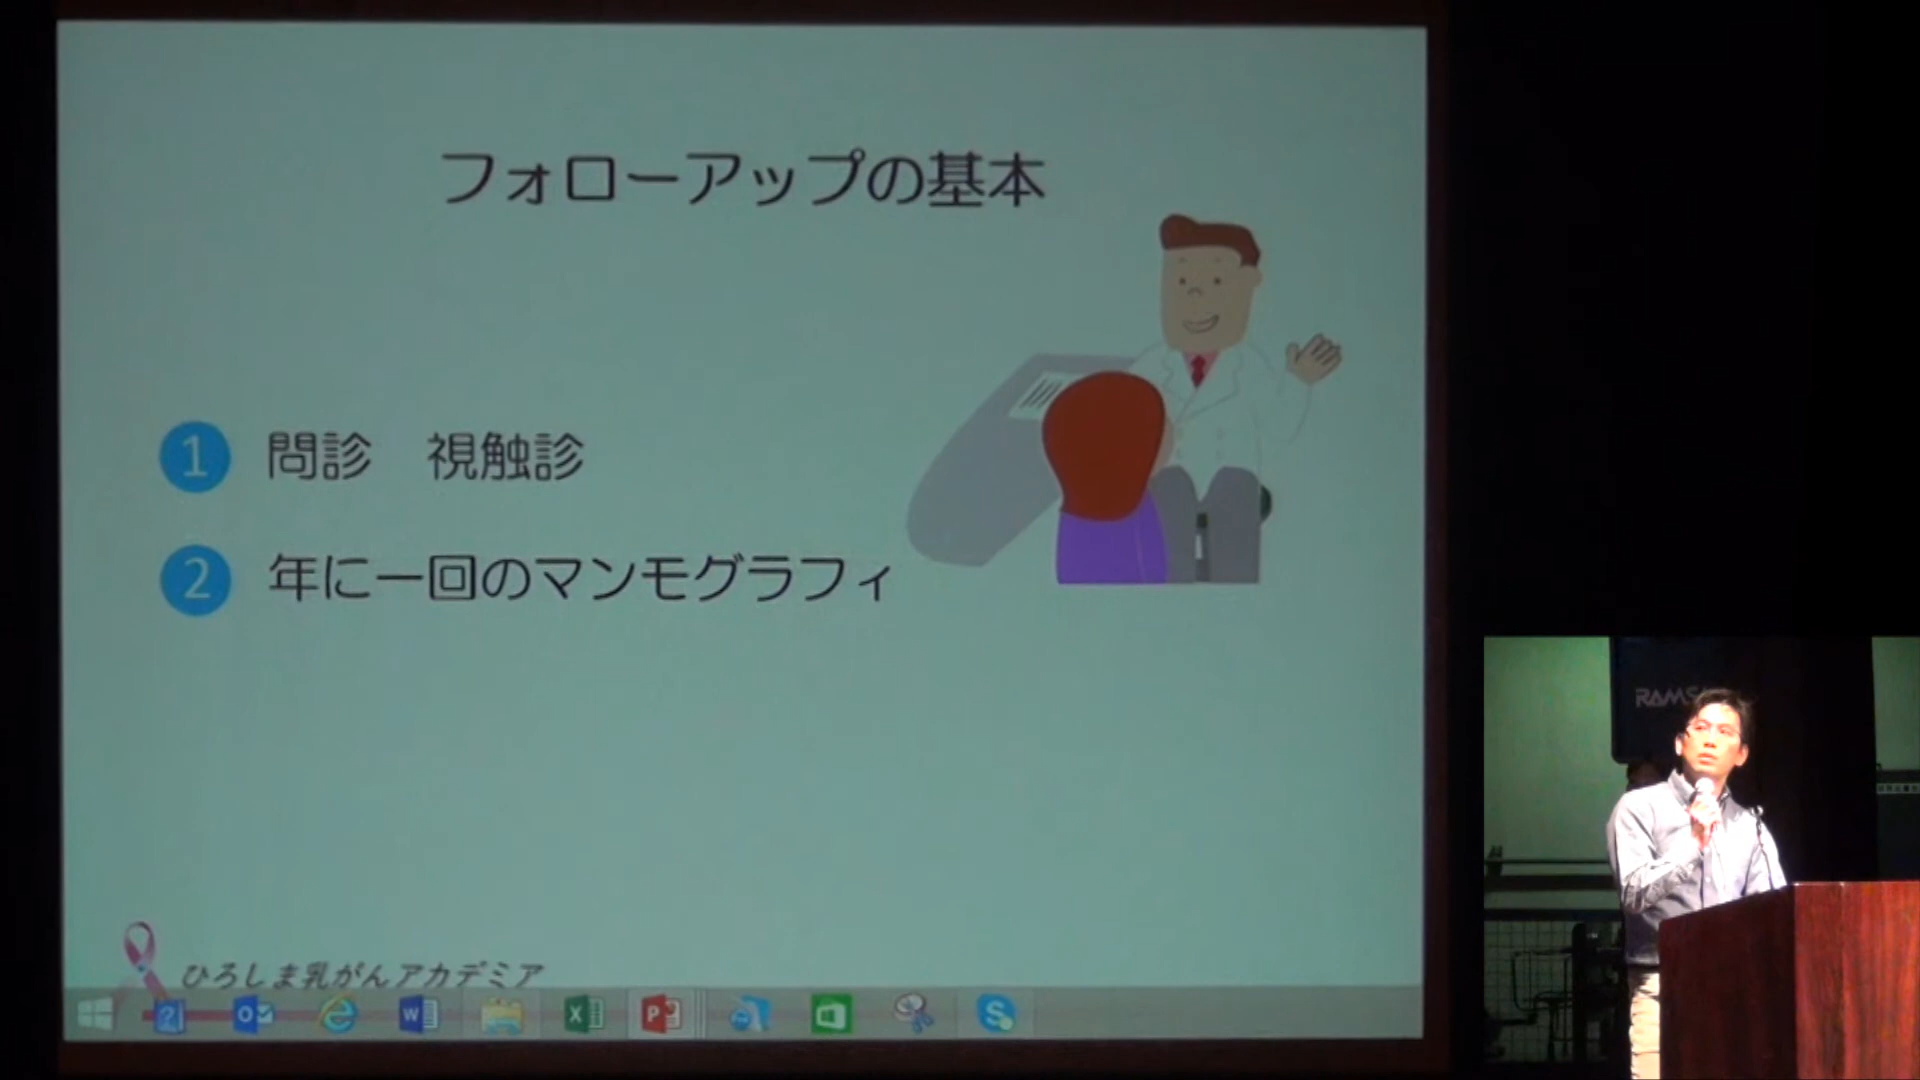 フォローアップの基本
1 問診 視触診
2 年に一回のマンモグラフィ
ひろしま乳がんアカデミア